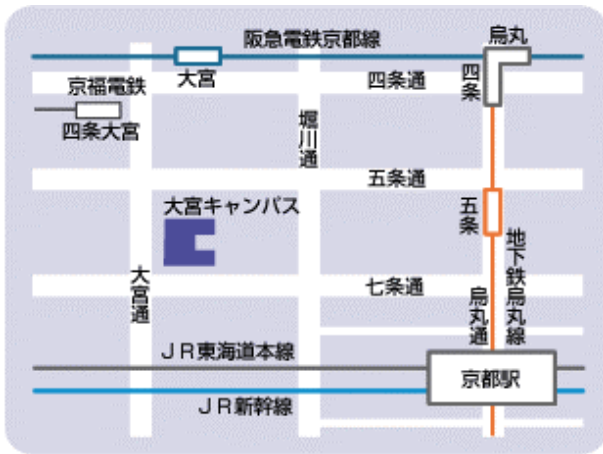 阪急電鉄京都線
烏丸
大宮
四条通
四条
京福電鉄
四条大宮
堀川通
五条通
五条
大宮キャンパス
大宮通
七条通
烏丸通
地下鉄烏丸線
ＪＲ東海道本線
京都駅
ＪＲ新幹線